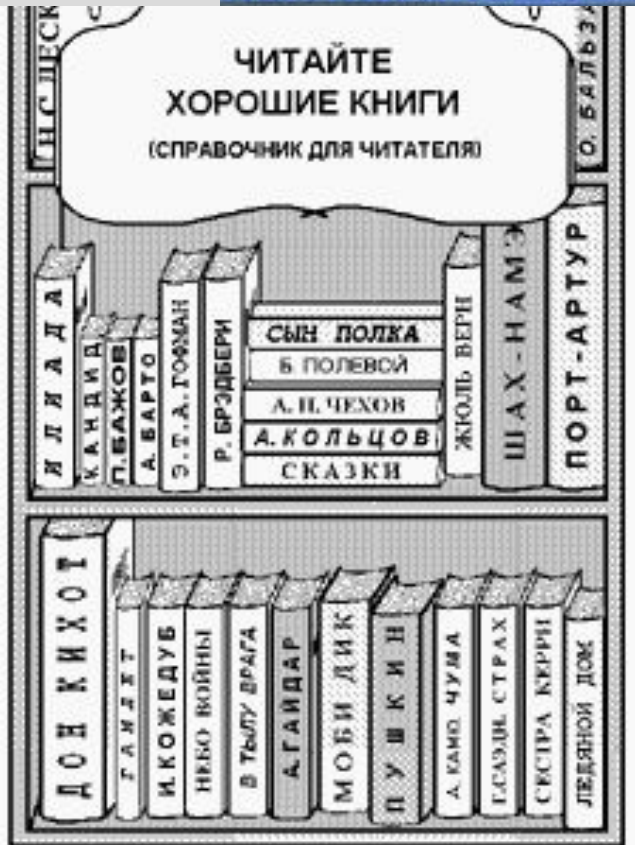 Н С ЛЕСК
ЧИТАЙТЕ
ХОРОШИЕ КНИГИ
(СПРАВОЧНИК ДЛЯ ЧИТАТЕЛЯ)
О. БАЛЬЗА
ИЛИАДА
КАНДИД
П.БАЖОВ
А.БАРТО
Э.Т.А.ГОФМАН
Р. БРЭДБЕРИ
СЫН ПОЛКА
Б. ПОЛЕВОЙ
А. П. ЧЕХОВ
А.КОЛЬЦОВ
СКАЗКИ
ЖЮЛЬ ВЕРН
ШАХ-НАМЭ
ПОРТ-АРТУР
ДОН КИХОТ
ГАМЛЕТ
И.КОЖЕДУБ
НЕБО ВОЙНЫ
В ТЫЛУ ВРАГА
А.ГАЙДАР
МОБИ ДИК
ПУШКИН
А. КАМЮ. ЧУМА
Г.СЛЭДН. СТРАХ
СЕСТРА КЕРРИ
ЛЕДЯНОЙ ДОМ